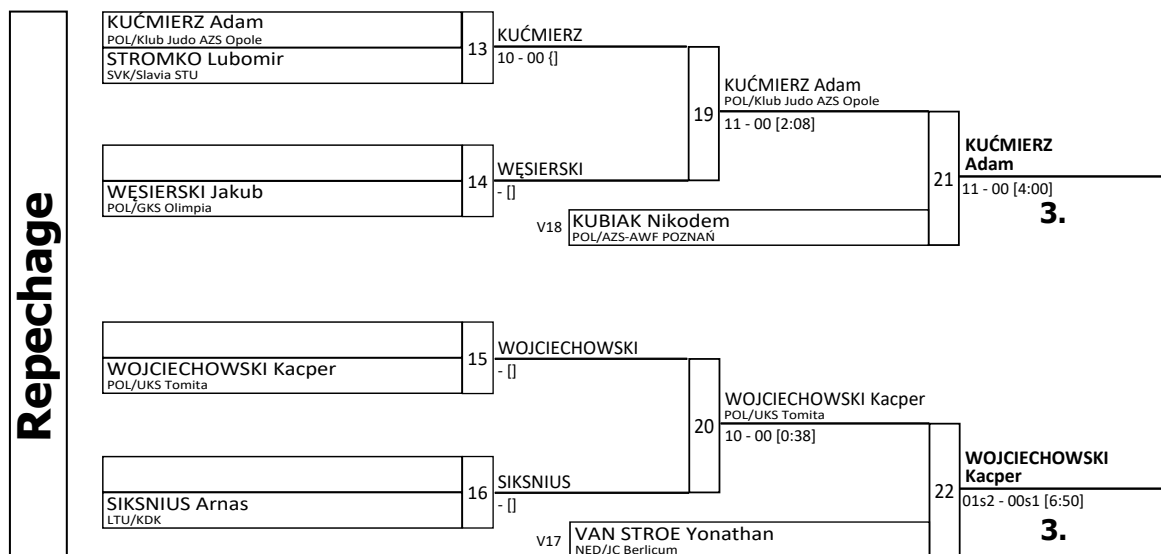 Repechage
KUĆMIERZ Adam
POL/Klub Judo AZS Opole
STROMKO Lubomir
SVK/Slavia STU
13
KUĆMIERZ
10 - 00 {]
WĘSIERSKI Jakub
POL/GKS Olimpia
14
WĘSIERSKI
- []
19
KUĆMIERZ Adam
POL/Klub Judo AZS Opole
11 - 00 [2:08]
V18
KUBIAK Nikodem
POL/AZS-AWF POZNAŃ
21
KUĆMIERZ
Adam
11 - 00 [4:00]
3.
WOJCIECHOWSKI Kacper
POL/UKS Tomita
15
WOJCIECHOWSKI
- []
SIKSNIUS Arnas
LTU/KDK
16
SIKSNIUS
- []
20
WOJCIECHOWSKI Kacper
POL/UKS Tomita
10 - 00 [0:38]
V17
VAN STROE Yonathan
NED/JC Berlicum
22
WOJCIECHOWSKI
Kacper
01s2 - 00s1 [6:50]
3.